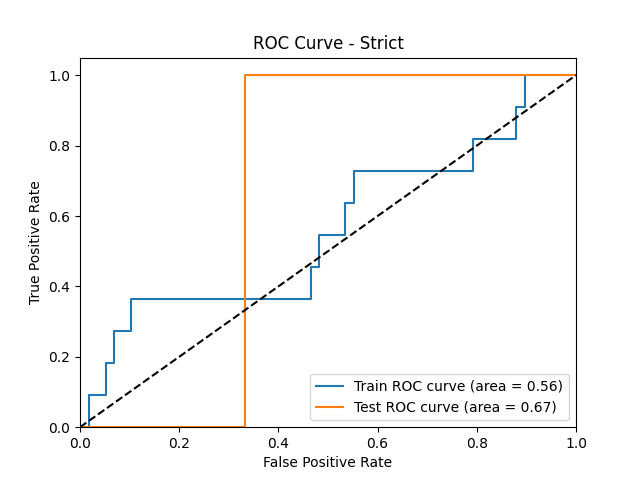 ROC Curve - Strict
True Positive Rate
1.0
0.8
0.6
0.4
0.2
0.0
0.0 0.2 0.4 0.6 0.8 1.0
False Positive Rate
Train ROC curve (area = 0.56)
Test ROC curve (area = 0.67)